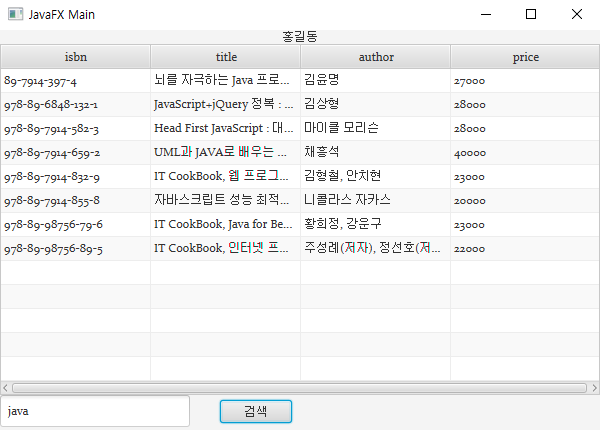 JavaFX Main
홍길동
isbn title author price
89-7914-397-4 뇌를 자극하는 Java 프로... 김윤명 27000
978-89-6848-132-1 JavaScript+jQuery 정복 : ... 김상형 28000
978-89-7914-582-3 Head First JavaScript : 대... 마이클 모리슨 28000
978-89-7914-659-2 UML과 JAVA로 배우는 ... 채흥석 40000
978-89-7914-832-9 IT CookBook, 웹 프로그... 김형철, 안치현 23000
978-89-7914-855-8 자바스크립트 성능 최적... 니콜라스 자카스 20000
978-89-98756-79-6 IT CookBook, Java for Be... 황희정, 강운구 23000
978-89-98756-89-5 IT CookBook, 인터넷 프... 주성례(저자), 정선호(저... 22000
java 검색